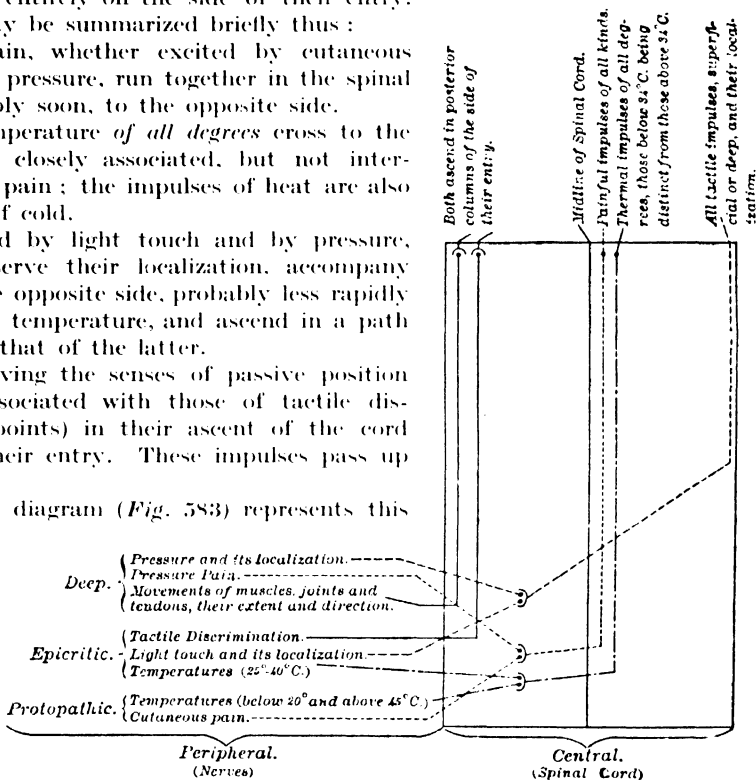 entirely on the side of their entry.
y be summarized briefly thus :
ain, whether excited by cutaneous
pressure, run together in the spinal
bly soon, to the opposite side.
mperature of all degrees cross to the
closely associated, but not inter-
pain ; the impulses of heat are also
f cold.
d by light touch and by pressure,
serve their localization, accompany
e opposite side, probably less rapidly
temperature, and ascend in a path
that of the latter.
ving the senses of passive position
sociated with those of tactile dis-
points) in their ascent of the cord
heir entry. These impulses pass up
diagram (Fig. 583) represents this
Both ascend in posterior
columns of the side of
their entry.
Midline of Spinal Cord.
Painful impulses of all kinds.
Thermal impulses of all deg-
rees, those below 34°C. being
distinct from those above 34°C.
All tactile impulses, superfi-
cial or deep, and their local-
ization.
Deep.
Pressure and its localization.
Pressure Pain.
Movements of muscles, joints and
tendons, their extent and direction.
Epicritic.
Tactile Discrimination.
Light touch and its localization.
Temperatures (25°-40°C.)
Protopathic.
Temperatures (below 20° and above 45°C.)
Cutaneous pain.
Peripheral.
(Nerves)
Central.
(Spinal Cord)